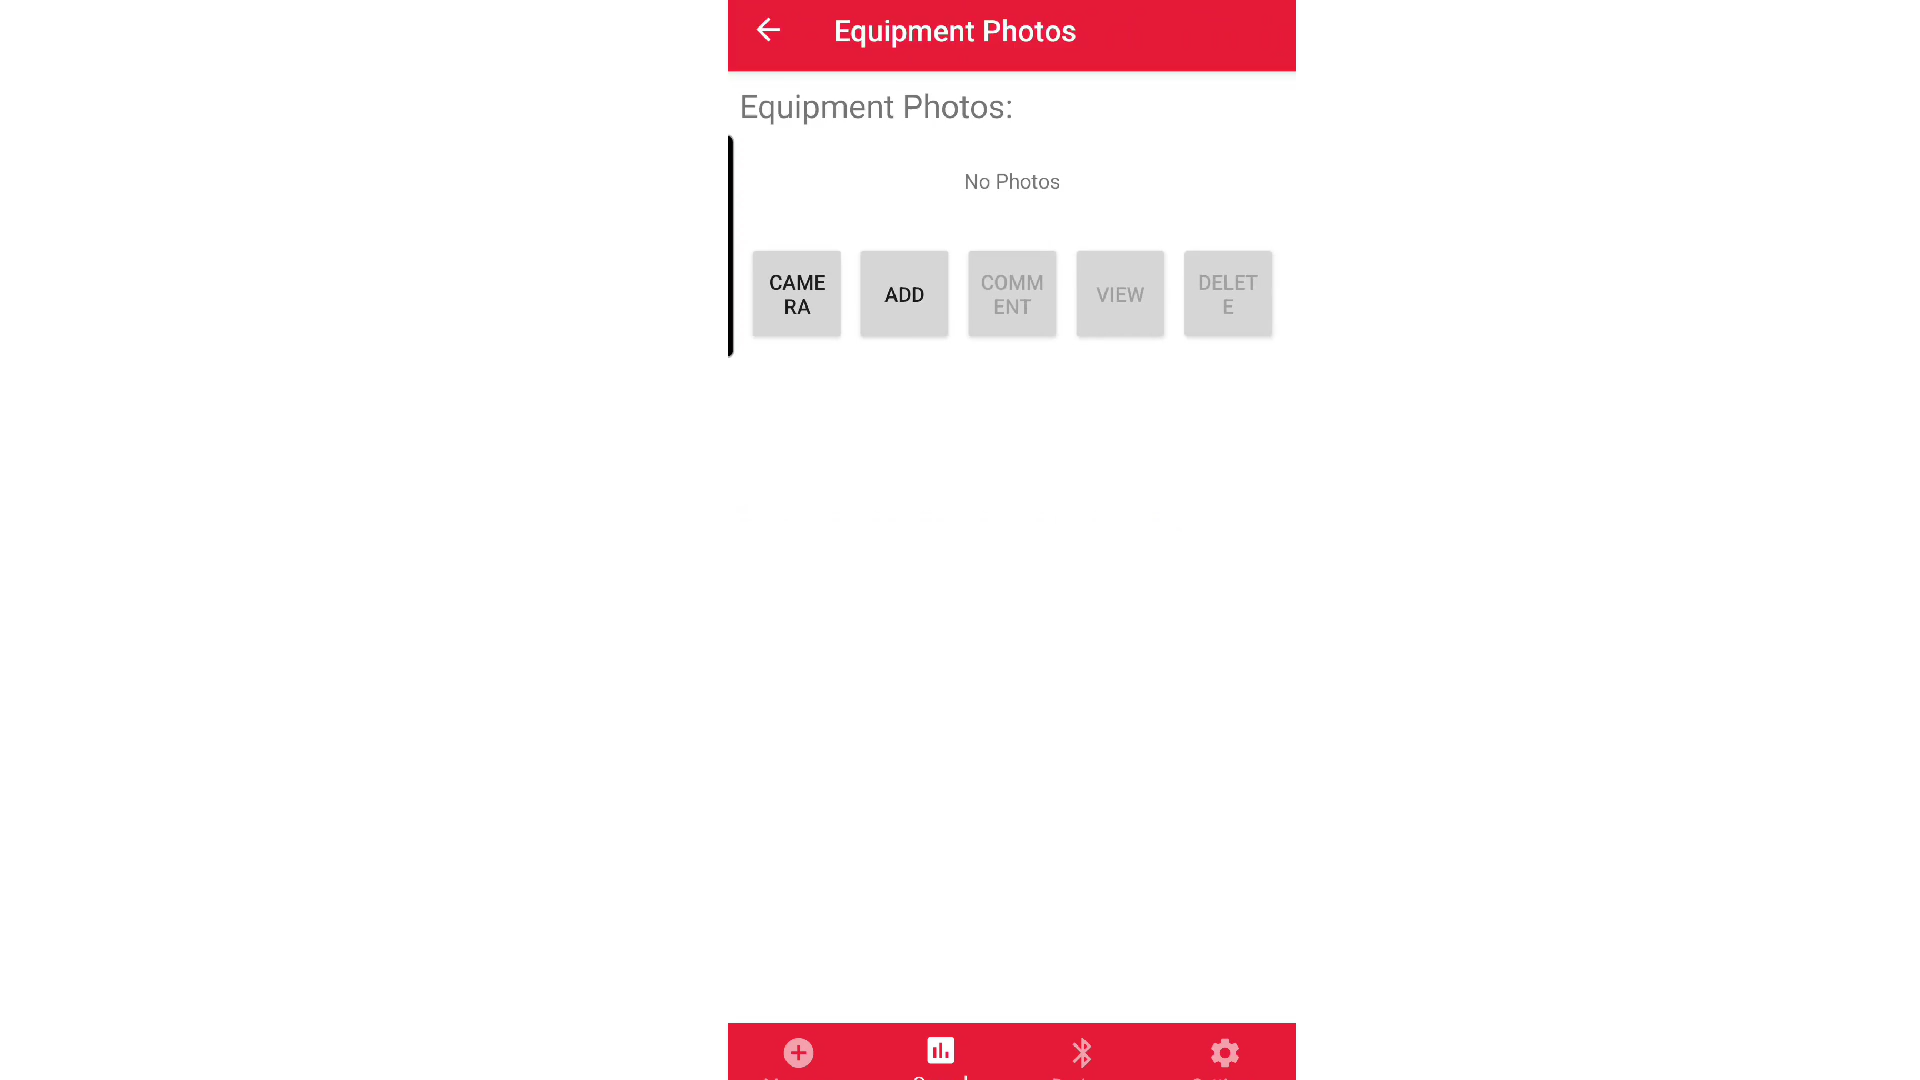 Equipment Photos
Equipment Photos:
No Photos
CAME
RA
ADD
COMM
ENT
VIEW
DELET
E